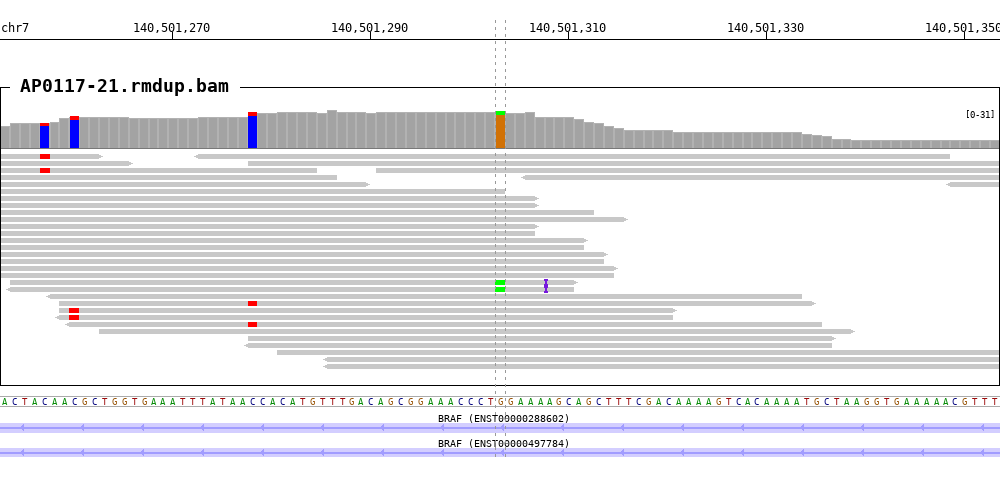 chr7 140,501,270 140,501,290 140,501,310 140,501,330 140,501,350
AP0117-21.rmdup.bam
[0-31]
ACTACAACGCTGGTGAAATTTATAACCACATGTTTGACAGCGGAAACCCTGGAAAAGCAGCTTTCGACAAAAGTCACAAAATGCTAAGGTGAAAAACGTTT
BRAF (ENST00000288602)
BRAF (ENST00000497784)